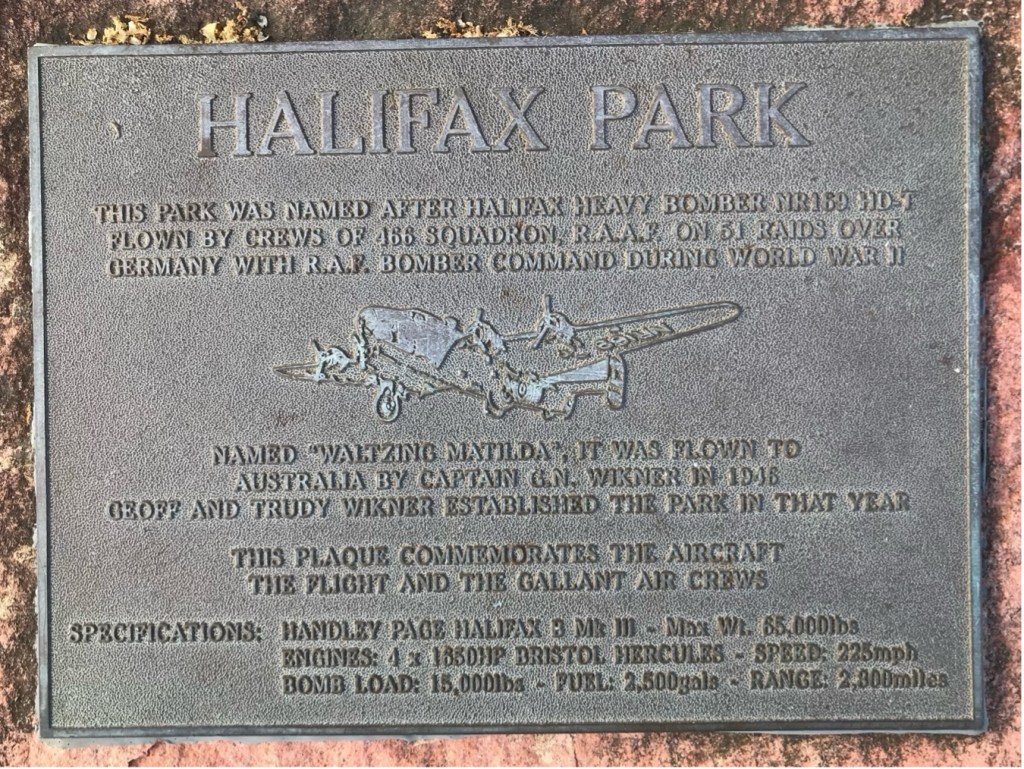 HALIFAX PARK
THIS PARK WAS NAMED AFTER HALIFAX HEAVY BOMBER NR169 HD-T
FLOWN BY CREWS OF 466 SQUADRON, R.A.A.F. ON 51 RAIDS OVER
GERMANY WITH R.A.F. BOMBER COMMAND DURING WORLD WAR II
NAMED "WALTZING MATILDA", IT WAS FLOWN TO
AUSTRALIA BY CAPTAIN G.N. WIKNER IN 1946
GEOFF AND TRUDY WIKNER ESTABLISHED THE PARK IN THAT YEAR
THIS PLAQUE COMMEMORATES THE AIRCRAFT
THE FLIGHT AND THE GALLANT AIR CREWS
SPECIFICATIONS: HANDLEY PAGE HALIFAX B Mk III - Max Wt. 65,000lbs
ENGINES: 4 x 1650HP BRISTOL HERCULES - SPEED: 225mph
BOMB LOAD: 15,000lbs - FUEL: 2,500gals - RANGE: 2,800miles